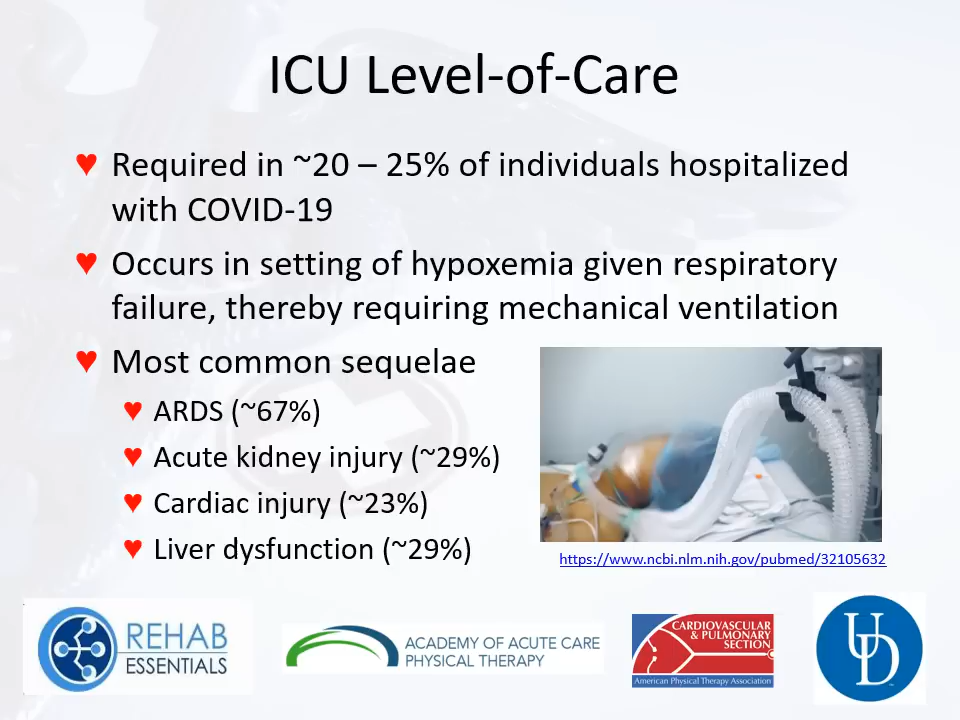 ICU Level-of-Care
♥ Required in ~20 – 25% of individuals hospitalized
with COVID-19
♥ Occurs in setting of hypoxemia given respiratory
failure, thereby requiring mechanical ventilation
♥ Most common sequelae
♥ ARDS (~67%)
♥ Acute kidney injury (~29%)
♥ Cardiac injury (~23%)
♥ Liver dysfunction (~29%)
https://www.ncbi.nlm.nih.gov/pubmed/32105632
REHAB
ESSENTIALS
ACADEMY OF ACUTE CARE
PHYSICAL THERAPY
CARDIOVASCULAR
& PULMONARY
SECTION
American Physical Therapy Association
UD